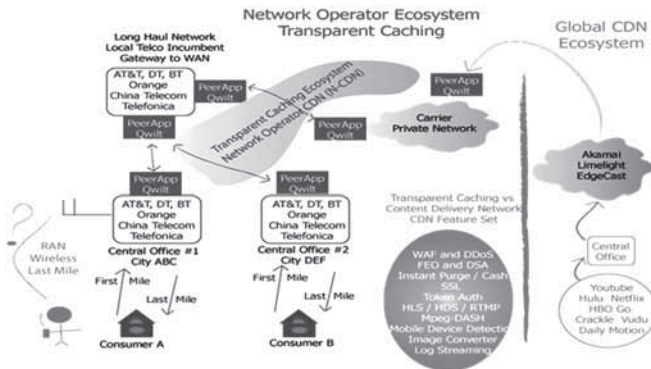 Network Operator Ecosystem
Transparent Caching
Global CDN
Ecosystem
Long Haul Network
Local Telco Incumbent
Gateway to WAN
AT&T, DT, BT
Orange
China Telecom
Telefonica
PeerApp
Qwilt
PeerApp
Qwilt
Transparent Caching Ecosystem
Network Operator CDN (N-CDN)
PeerApp
Qwilt
PeerApp
Qwilt
Carrier
Private Network
Akamai
Limelight
EdgeCast
PeerApp
Qwilt
AT&T, DT, BT
Orange
China Telecom
Telefonica
Central Office #1
City ABC
PeerApp
Qwilt
AT&T, DT, BT
Orange
China Telecom
Telefonica
Central Office #2
City DEF
RAN
Wireless
Last Mile
First Mile
Last Mile
First Mile
Last Mile
Consumer A
Consumer B
Transparent Caching vs
Content Delivery Network
CDN Feature Set
WAF and DDoS
FEO and DSA
Instant Purge / Cash
SSL
Token Auth
HLS / HDS / RTMP
Mpeg-DASH
Mobile Device Detectio
Image Converter
Log Streaming
Central
Office
Youtube
Hulu Netflix
HBO Go
Crackle Vudu
Daily Motion